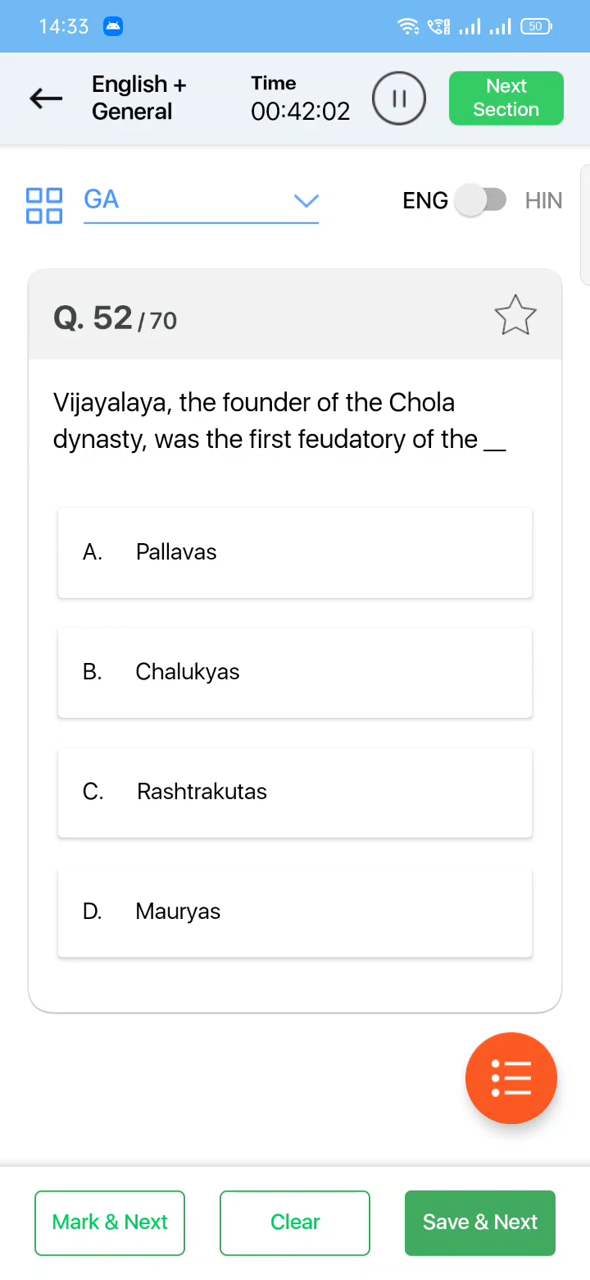 14:33
50
English +
General
Time
00:42:02
Next
Section
GA
ENG
HIN
Q. 52 / 70
Vijayalaya, the founder of the Chola
dynasty, was the first feudatory of the __
A. Pallavas
B. Chalukyas
C. Rashtrakutas
D. Mauryas
Mark & Next
Clear
Save & Next